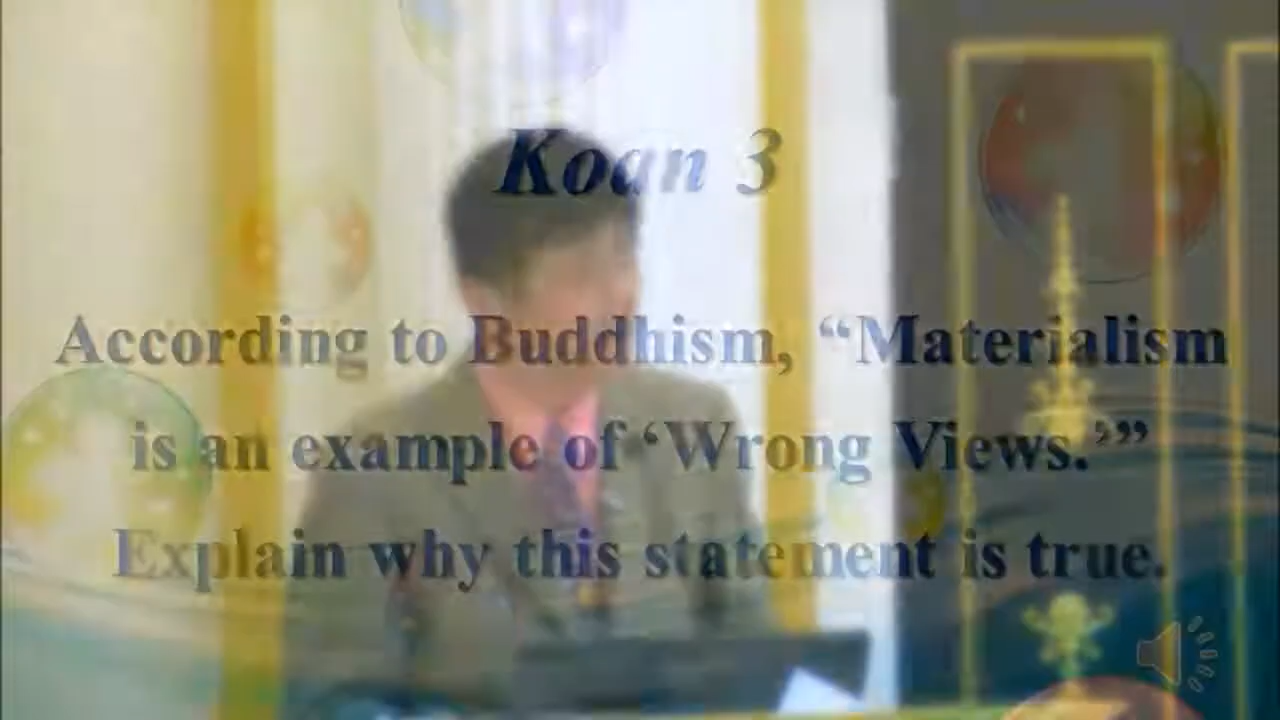 Koan 3
According to Buddhism, “Materialism
is an example of ‘Wrong Views.’”
Explain why this statement is true.